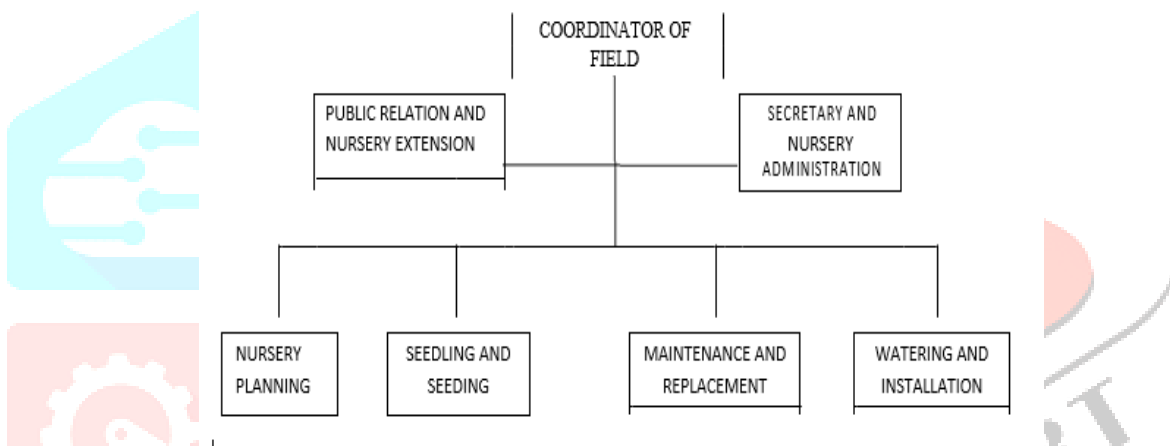 COORDINATOR OF
FIELD
PUBLIC RELATION AND
NURSERY EXTENSION
SECRETARY AND
NURSERY
ADMINISTRATION
NURSERY
PLANNING
SEEDLING AND
SEEDING
MAINTENANCE AND
REPLACEMENT
WATERING AND
INSTALLATION